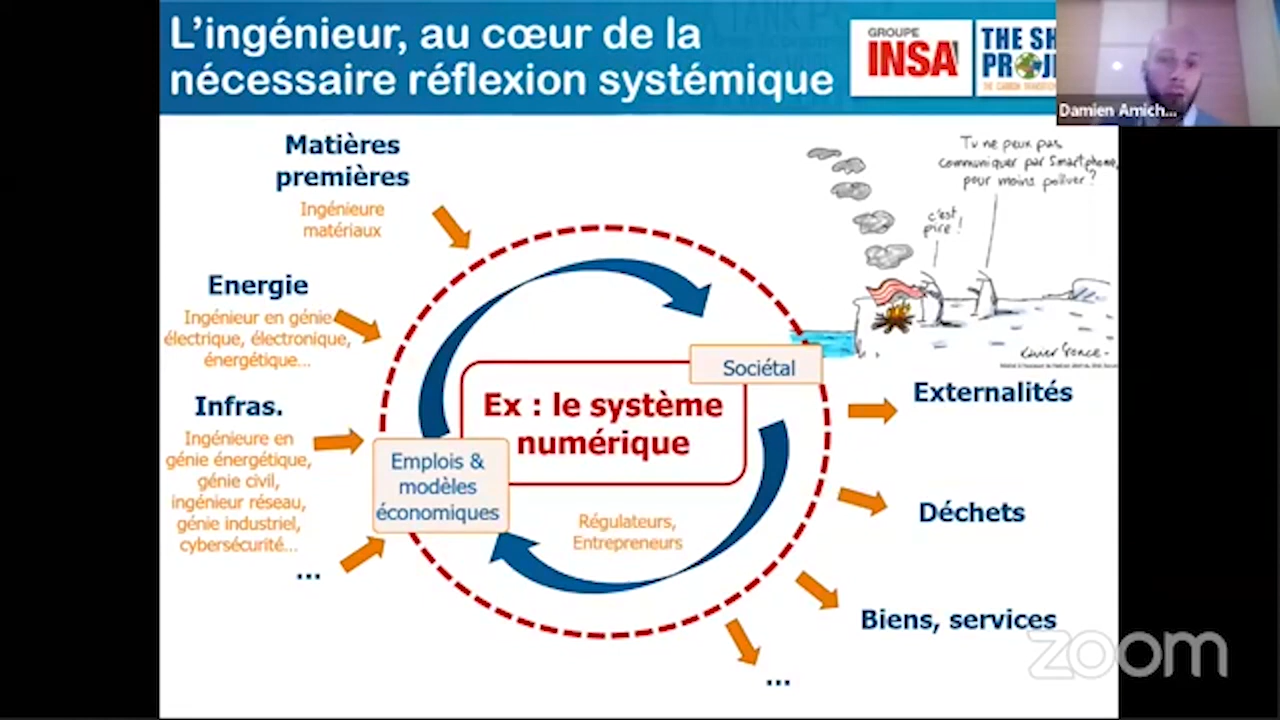 L'ingénieur, au cœur de la
nécessaire réflexion systémique
GROUPE
INSA
THE SH
PROJ
Damien Amich...
Matières
premières
Ingénieure
matériaux
Energie
Ingénieur en génie
électrique, électronique,
énergétique...
Infras.
Ingénieure en
génie énergétique,
génie civil,
ingénieur réseau,
génie industriel,
cybersécurité...
...
Tu ne peux pas
communiquer par Smartphone,
pour moins polluer ?
c'est
pire !
Sociétal
Ex : le système
numérique
Emplois &
modèles
économiques
Régulateurs,
Entrepreneurs
Externalités
Déchets
Biens, services
...
zoom